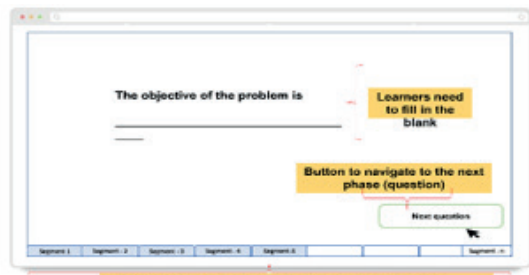 The objective of the problem is
Learners need
to fill in the
blank
Button to navigate to the next
phase (question)
Next question
Segment 1 Segment - 2 Segment - 3 Segment - 4 Segment 5 Segment - n